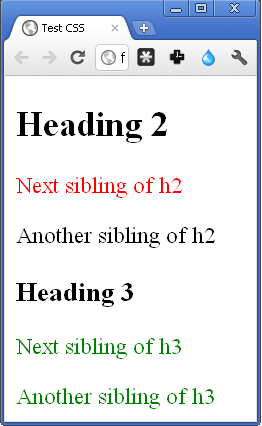 Test CSS
f
Heading 2
Next sibling of h2
Another sibling of h2
Heading 3
Next sibling of h3
Another sibling of h3